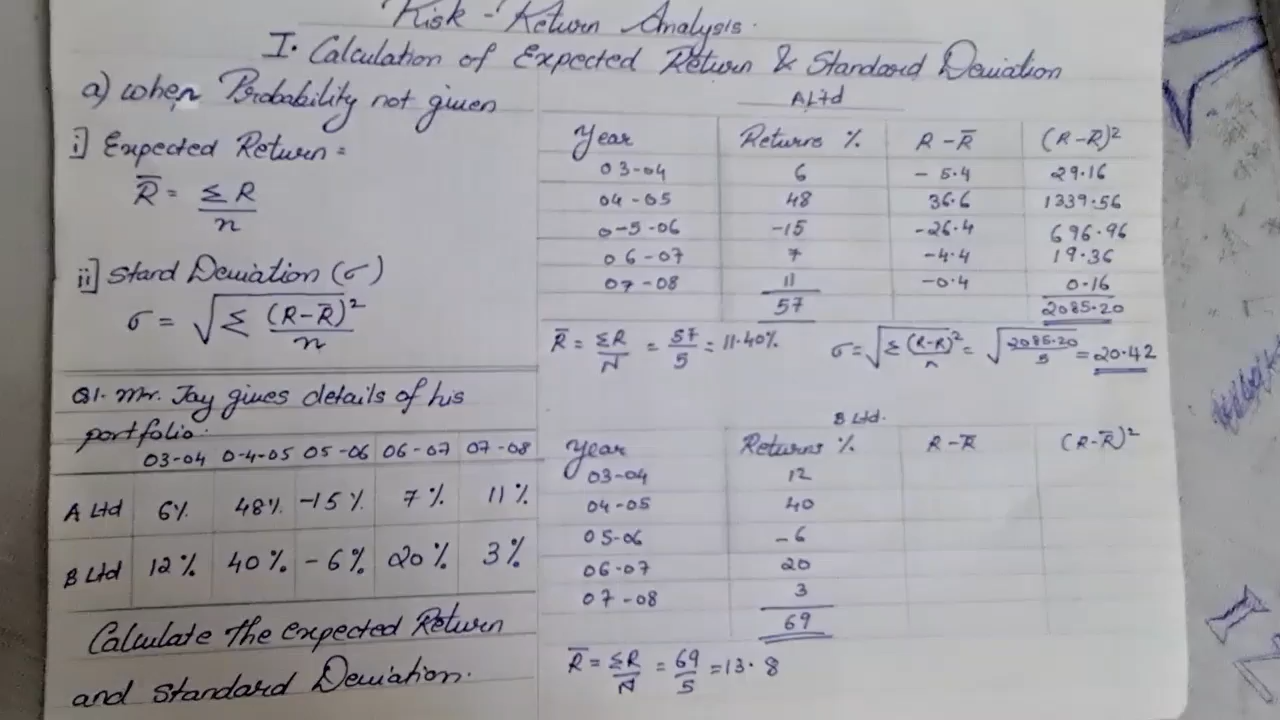 Risk - Return Analysis.
I. Calculation of Expected Return & Standard Deviation
a) when Probability not given
i] Expected Return =
R̅ = ΣR / n
ii] Stard Deviation (σ)
σ = √Σ (R-R̅)² / n
Q1. Mr. Jay gives details of his
portfolio.
03-04 0-4-05 05-06 06-07 07-08
A Ltd 6% 48% -15% 7% 11%
B Ltd 12% 40% -6% 20% 3%
Calculate the expected Return
and standard Deviation.
A Ltd
Year Returns % R-R̅ (R-R̅)²
03-04 6 -5.4 29.16
04-05 48 36.6 1339.56
0-5-06 -15 -26.4 696.96
06-07 7 -4.4 19.36
07-08 11 -0.4 0.16
57 2085.20
R̅ = ΣR/N = 57/5 = 11.40% σ = √Σ(R-R)²/n = √2085.20/5 = 20.42
B Ltd.
Year Returns % R-R̅ (R-R̅)²
03-04 12
04-05 40
05-06 -6
06-07 20
07-08 3
69
R̅ = ΣR/N = 69/5 = 13.8